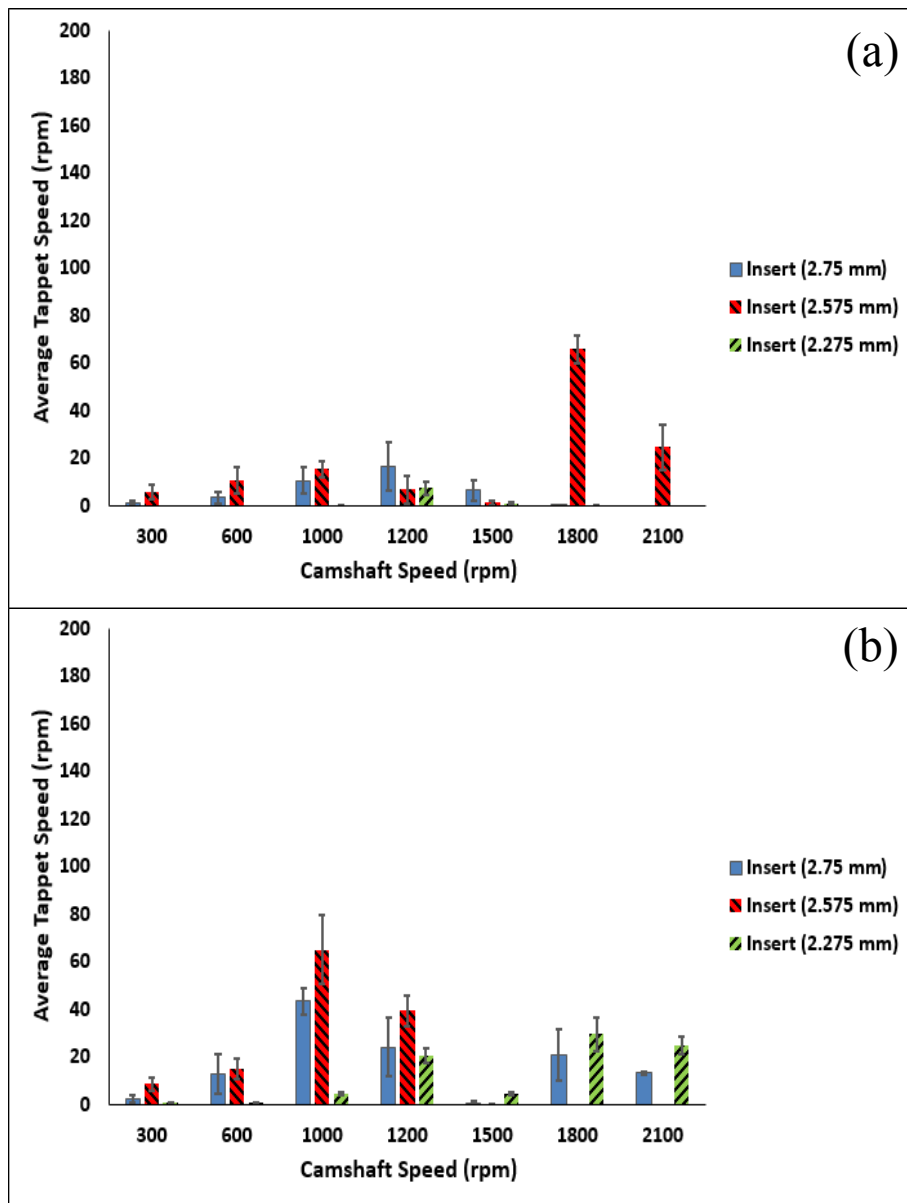 (a)
200
180
160
140
120
100
80
60
40
20
0
Average Tappet Speed (rpm)
300 600 1000 1200 1500 1800 2100
Camshaft Speed (rpm)
Insert (2.75 mm)
Insert (2.575 mm)
Insert (2.275 mm)
(b)
200
180
160
140
120
100
80
60
40
20
0
Average Tappet Speed (rpm)
300 600 1000 1200 1500 1800 2100
Camshaft Speed (rpm)
Insert (2.75 mm)
Insert (2.575 mm)
Insert (2.275 mm)